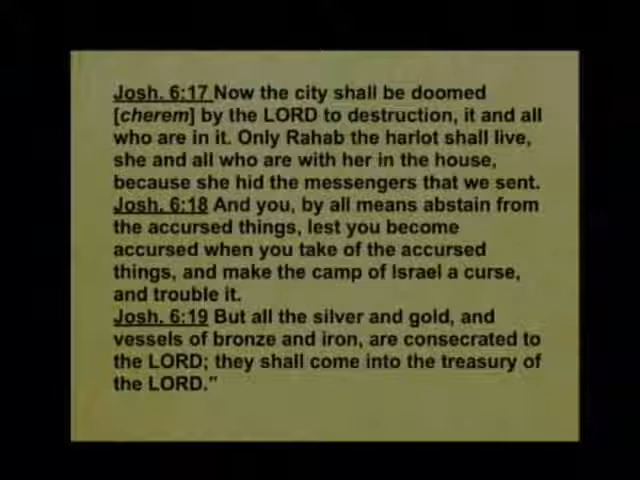 Josh. 6:17 Now the city shall be doomed
[cherem] by the LORD to destruction, it and all
who are in it. Only Rahab the harlot shall live,
she and all who are with her in the house,
because she hid the messengers that we sent.
Josh. 6:18 And you, by all means abstain from
the accursed things, lest you become
accursed when you take of the accursed
things, and make the camp of Israel a curse,
and trouble it.
Josh. 6:19 But all the silver and gold, and
vessels of bronze and iron, are consecrated to
the LORD; they shall come into the treasury of
the LORD.”